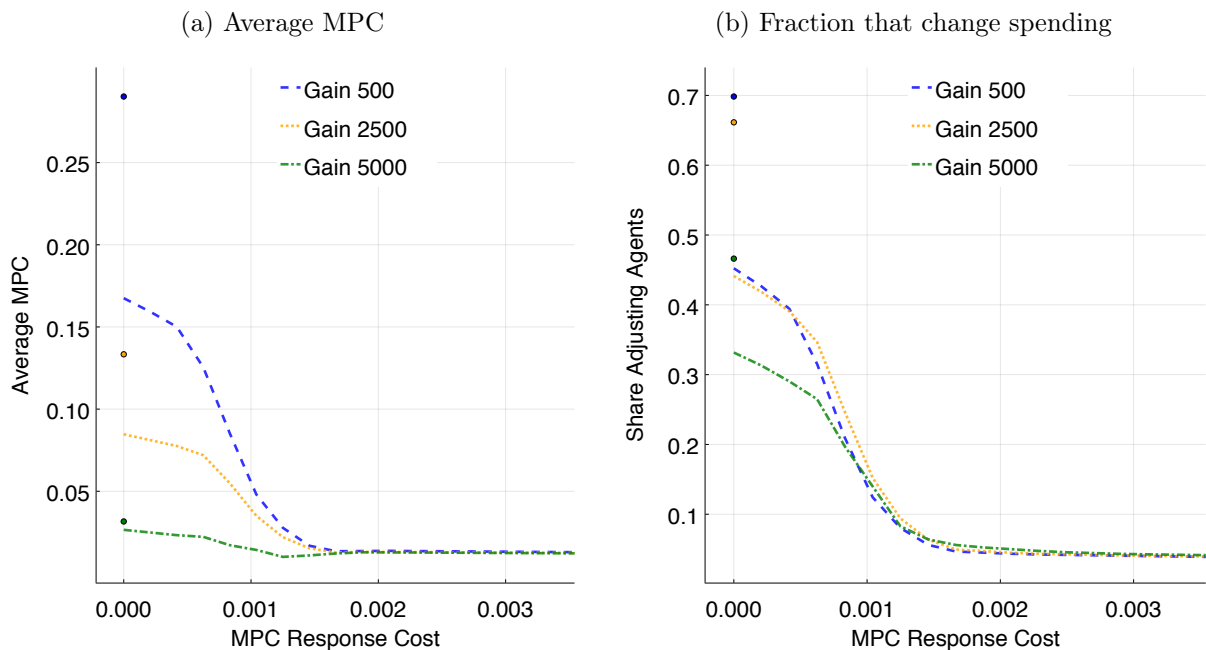 (a) Average MPC
Gain 500
Gain 2500
Gain 5000
0.25
0.20
0.15
0.10
0.05
Average MPC
0.000 0.001 0.002 0.003
MPC Response Cost
(b) Fraction that change spending
Gain 500
Gain 2500
Gain 5000
0.7
0.6
0.5
0.4
0.3
0.2
0.1
Share Adjusting Agents
0.000 0.001 0.002 0.003
MPC Response Cost